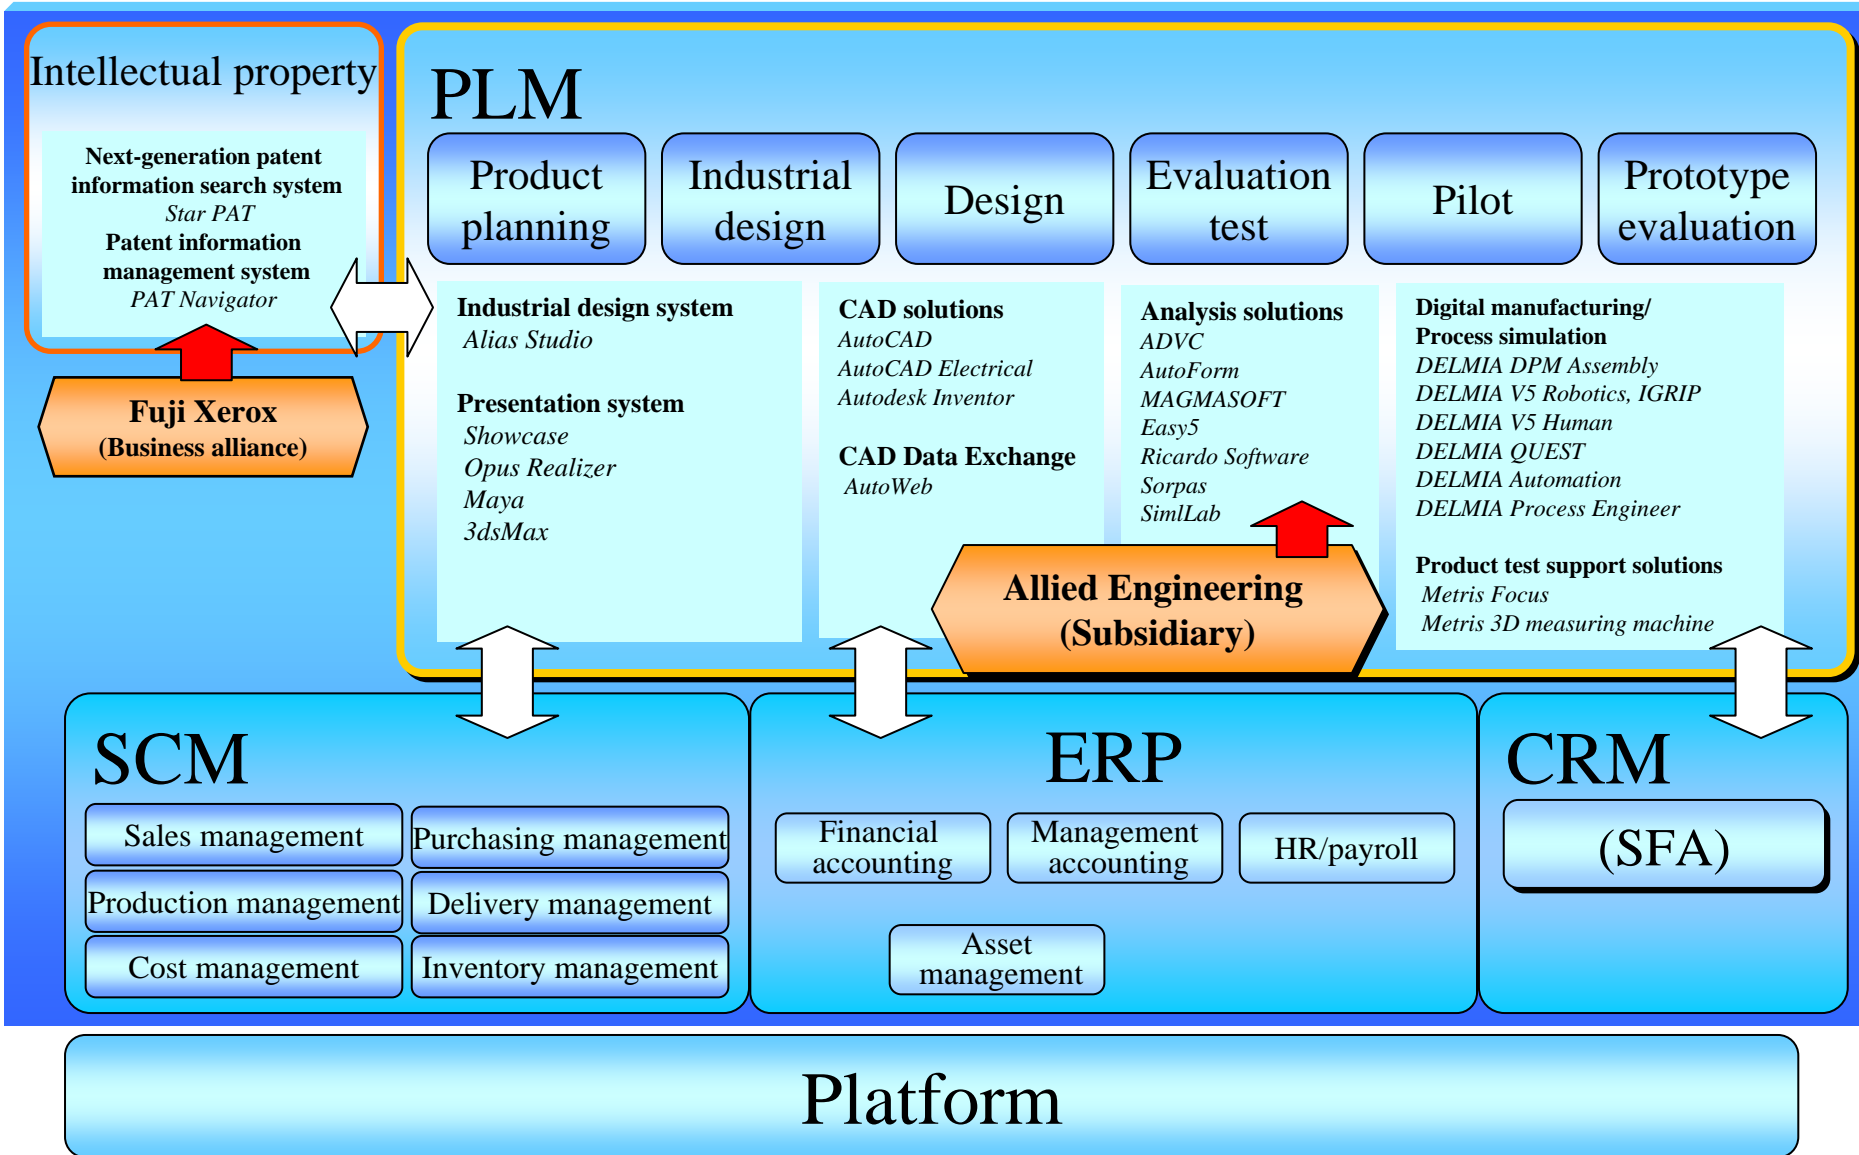 Intellectual property
Next-generation patent
information search system
Star PAT
Patent information
management system
PAT Navigator
Fuji Xerox
(Business alliance)
PLM
Product
planning
Industrial
design
Design
Evaluation
test
Pilot
Prototype
evaluation
Industrial design system
Alias Studio
Presentation system
Showcase
Opus Realizer
Maya
3dsMax
CAD solutions
AutoCAD
AutoCAD Electrical
Autodesk Inventor
CAD Data Exchange
AutoWeb
Analysis solutions
ADVC
AutoForm
MAGMASOFT
Easy5
Ricardo Software
Sorpas
SimlLab
Allied Engineering
(Subsidiary)
Digital manufacturing/
Process simulation
DELMIA DPM Assembly
DELMIA V5 Robotics, IGRIP
DELMIA V5 Human
DELMIA QUEST
DELMIA Automation
DELMIA Process Engineer
Product test support solutions
Metris Focus
Metris 3D measuring machine
SCM
Sales management
Purchasing management
Production management
Delivery management
Cost management
Inventory management
ERP
Financial
accounting
Management
accounting
HR/payroll
Asset
management
CRM
(SFA)
Platform